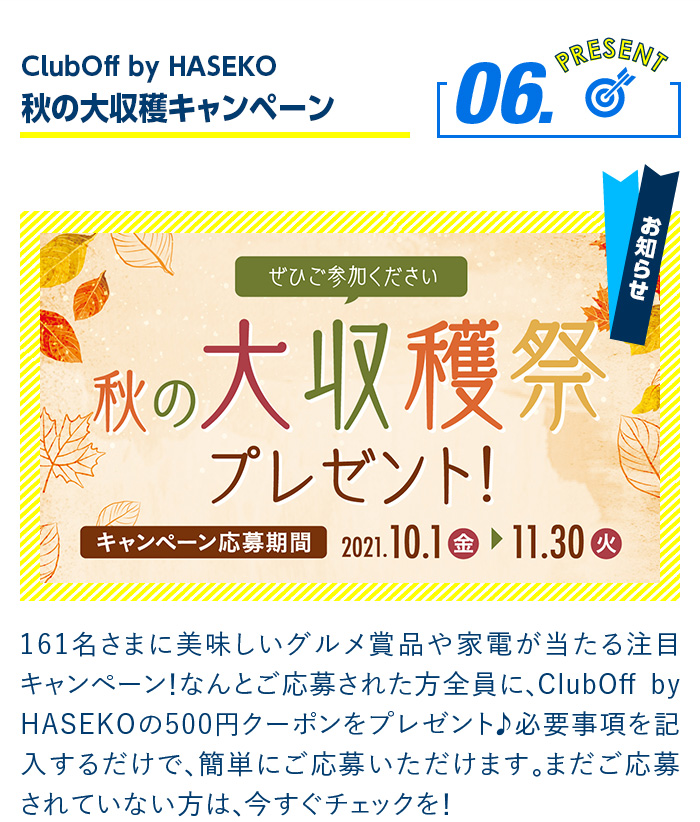 ClubOff by HASEKO
秋の大収穫キャンペーン
06.
PRESENT
お知らせ
ぜひご参加ください
秋の大収穫祭
プレゼント!
キャンペーン応募期間 2021.10.1金▶11.30火
161名さまに美味しいグルメ賞品や家電が当たる注目
キャンペーン!なんとご応募された方全員に、ClubOff by
HASEKOの500円クーポンをプレゼント♪必要事項を記
入するだけで、簡単にご応募いただけます。まだご応募
されていない方は、今すぐチェックを!